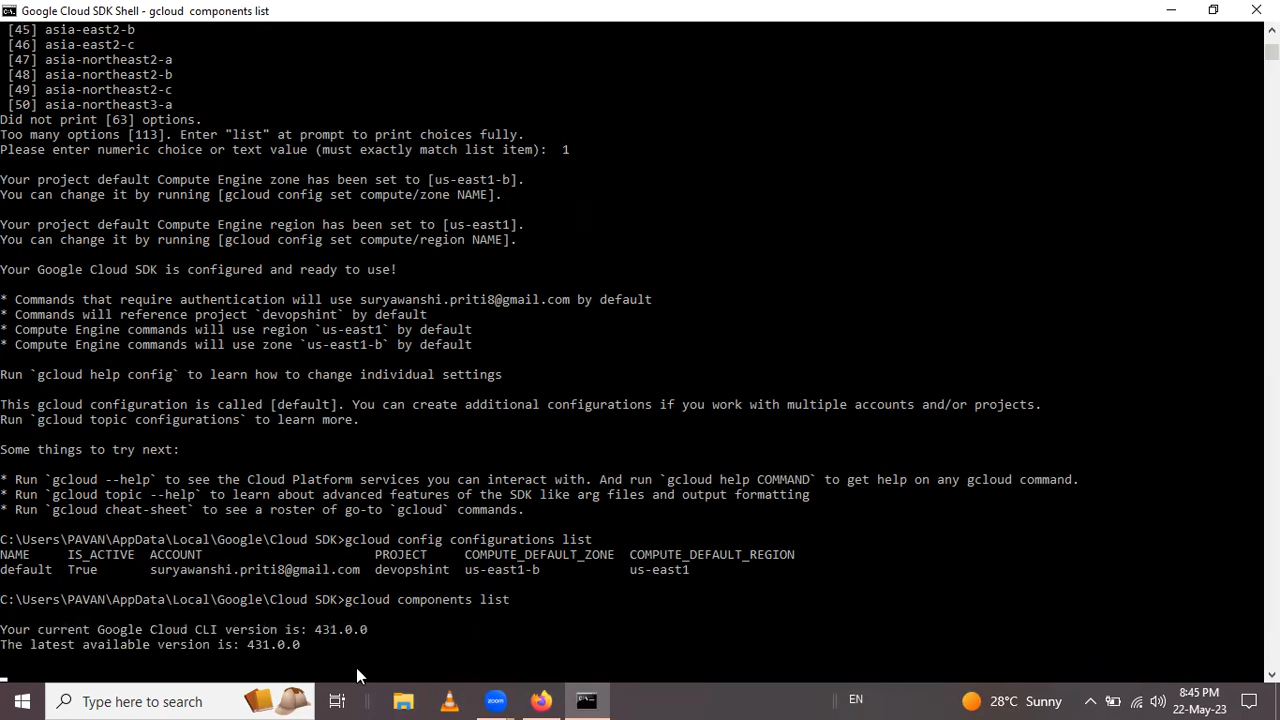 Google Cloud SDK Shell - gcloud  components list
[45] asia-east2-b
[46] asia-east2-c
[47] asia-northeast2-a
[48] asia-northeast2-b
[49] asia-northeast2-c
[50] asia-northeast3-a
Did not print [63] options.
Too many options [113]. Enter "list" at prompt to print choices fully.
Please enter numeric choice or text value (must exactly match list item):  1
Your project default Compute Engine zone has been set to [us-east1-b].
You can change it by running [gcloud config set compute/zone NAME].
Your project default Compute Engine region has been set to [us-east1].
You can change it by running [gcloud config set compute/region NAME].
Your Google Cloud SDK is configured and ready to use!
* Commands that require authentication will use suryawanshi.priti8@gmail.com by default
* Commands will reference project `devopshint` by default
* Compute Engine commands will use region `us-east1` by default
* Compute Engine commands will use zone `us-east1-b` by default
Run `gcloud help config` to learn how to change individual settings
This gcloud configuration is called [default]. You can create additional configurations if you work with multiple accounts and/or projects.
Run `gcloud topic configurations` to learn more.
Some things to try next:
* Run `gcloud --help` to see the Cloud Platform services you can interact with. And run `gcloud help COMMAND` to get help on any gcloud command.
* Run `gcloud topic --help` to learn about advanced features of the SDK like arg files and output formatting
* Run `gcloud cheat-sheet` to see a roster of go-to `gcloud` commands.
C:\Users\PAVAN\AppData\Local\Google\Cloud SDK>gcloud config configurations list
NAME     IS_ACTIVE  ACCOUNT                       PROJECT     COMPUTE_DEFAULT_ZONE  COMPUTE_DEFAULT_REGION
default  True       suryawanshi.priti8@gmail.com  devopshint  us-east1-b            us-east1
C:\Users\PAVAN\AppData\Local\Google\Cloud SDK>gcloud components list
Your current Google Cloud CLI version is: 431.0.0
The latest available version is: 431.0.0
Type here to search
zoom
EN
28°C Sunny
8:45 PM
22-May-23